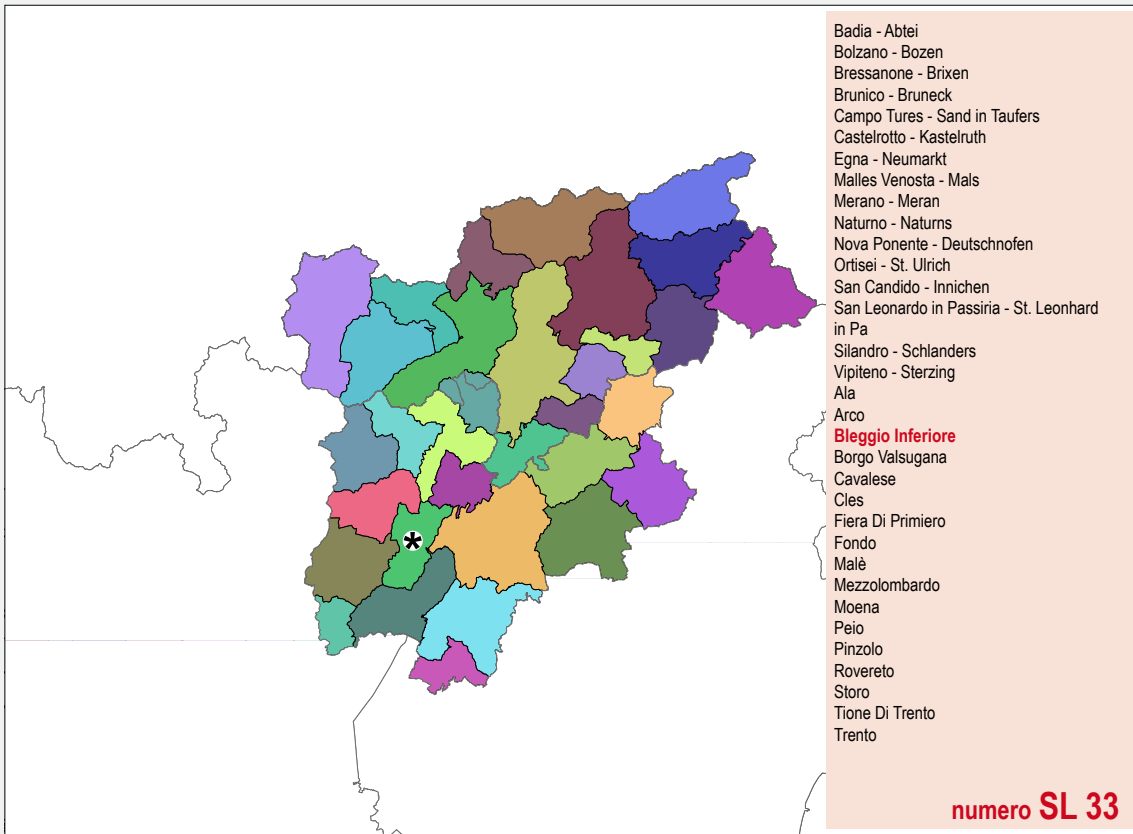 Badia - Abtei
Bolzano - Bozen
Bressanone - Brixen
Brunico - Bruneck
Campo Tures - Sand in Taufers
Castelrotto - Kastelruth
Egna - Neumarkt
Malles Venosta - Mals
Merano - Meran
Naturno - Naturns
Nova Ponente - Deutschnofen
Ortisei - St. Ulrich
San Candido - Innichen
San Leonardo in Passiria - St. Leonhard
in Pa
Silandro - Schlanders
Vipiteno - Sterzing
Ala
Arco
Bleggio Inferiore
Borgo Valsugana
Cavalese
Cles
Fiera Di Primiero
Fondo
Malè
Mezzolombardo
Moena
Peio
Pinzolo
Rovereto
Storo
Tione Di Trento
Trento
numero SL 33
*